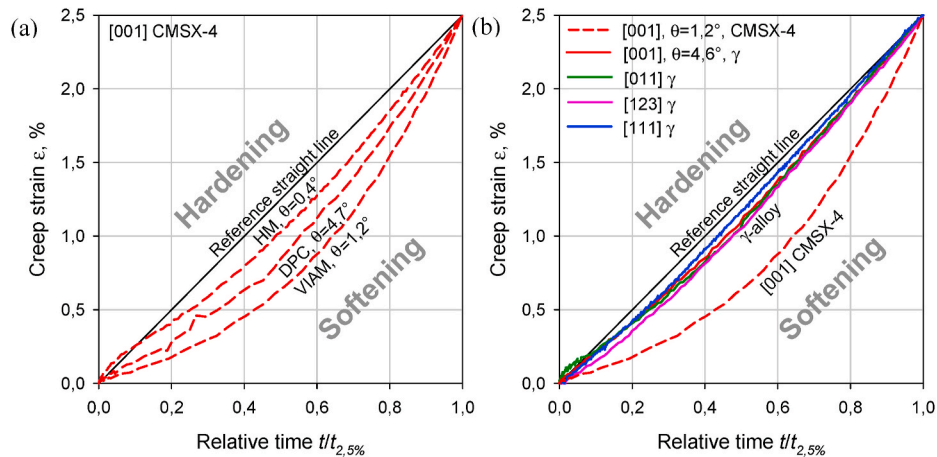 (a)
[001] CMSX-4
Hardening
Reference straight line
HM, θ=0,4°
DPC, θ=4,7°
VIAM, θ=1,2°
Softening
Creep strain ε, %
2,5
2,0
1,5
1,0
0,5
0,0
0,0 0,2 0,4 0,6 0,8 1,0
Relative time t/t2,5%
(b)
[001], θ=1,2°, CMSX-4
[001], θ=4,6°, γ
[011] γ
[123] γ
[111] γ
Hardening
Reference straight line
γ-alloy
[001] CMSX-4
Softening
Creep strain ε, %
2,5
2,0
1,5
1,0
0,5
0,0
0,0 0,2 0,4 0,6 0,8 1,0
Relative time t/t2,5%